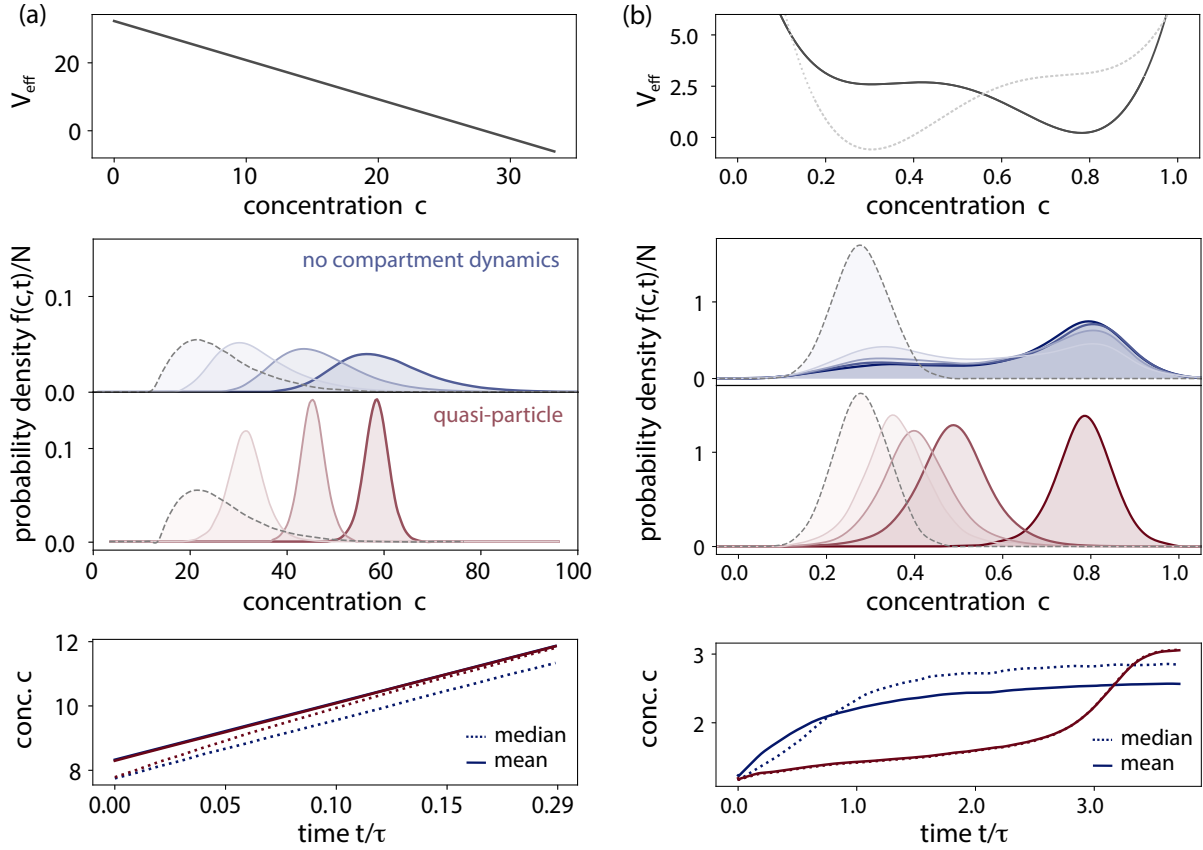 (a)
V_eff
20
0
0
10
20
30
concentration c
probability density f(c,t)/N
no compartment dynamics
0.1
0.0
quasi-particle
0.1
0.0
0
20
40
60
80
100
concentration c
conc. c
12
10
8
median
mean
0.00
0.05
0.10
0.15
0.29
time t/τ
(b)
V_eff
5.0
2.5
0.0
0.0
0.2
0.4
0.6
0.8
1.0
concentration c
probability density f(c,t)/N
1
0
1
0
0.0
0.2
0.4
0.6
0.8
1.0
concentration c
conc. c
3
2
median
mean
0.0
1.0
2.0
3.0
time t/τ